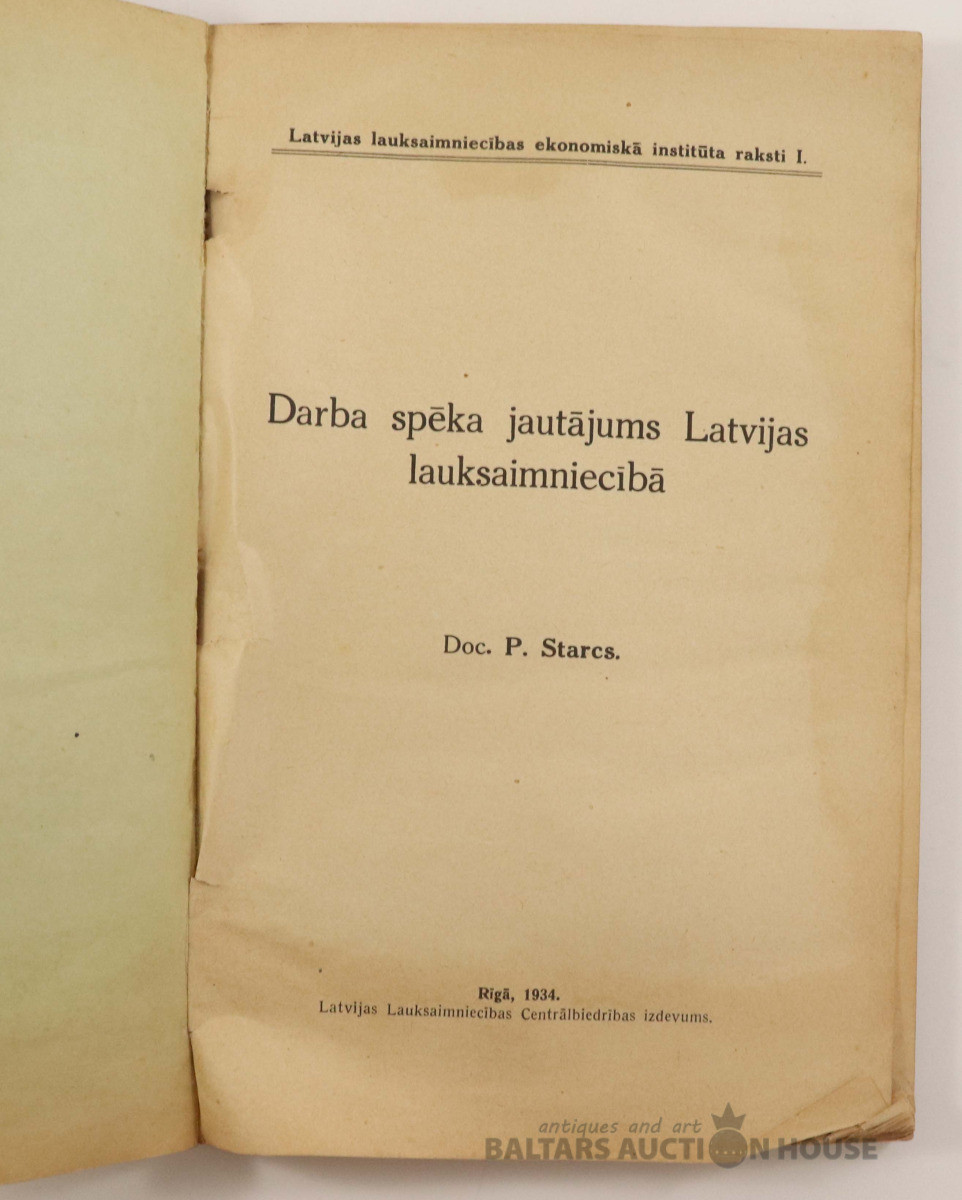 Latvijas lauksaimniecības ekonomiskā institūta raksti I.
Darba spēka jautājums Latvijas
lauksaimniecībā
Doc. P. Starcs.
Rīgā, 1934.
Latvijas Lauksaimniecības Centrālbiedrības izdevums.
antiques and art
BALTARS AUCTION HOUSE